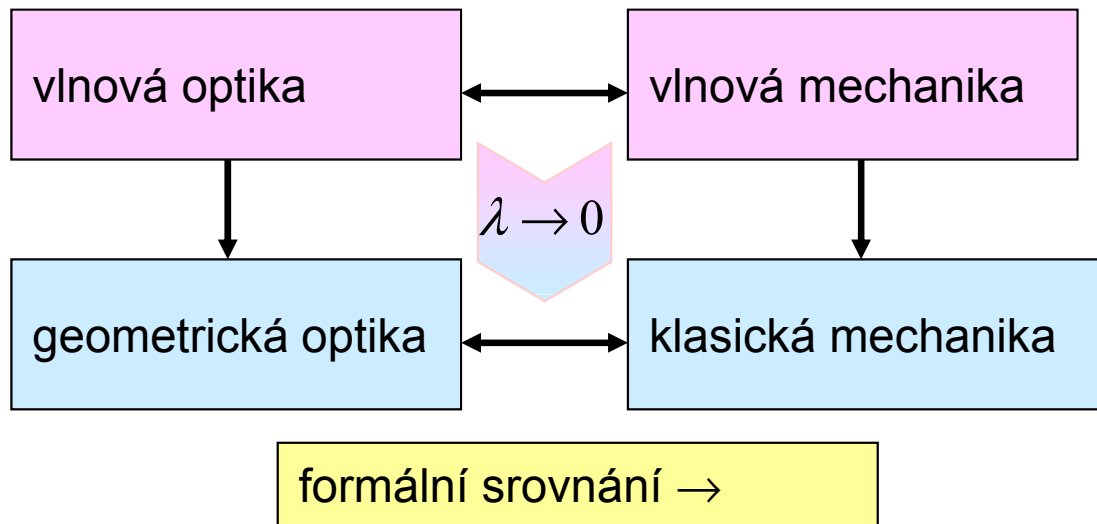 vlnová optika
vlnová mechanika
λ → 0
geometrická optika
klasická mechanika
formální srovnání →